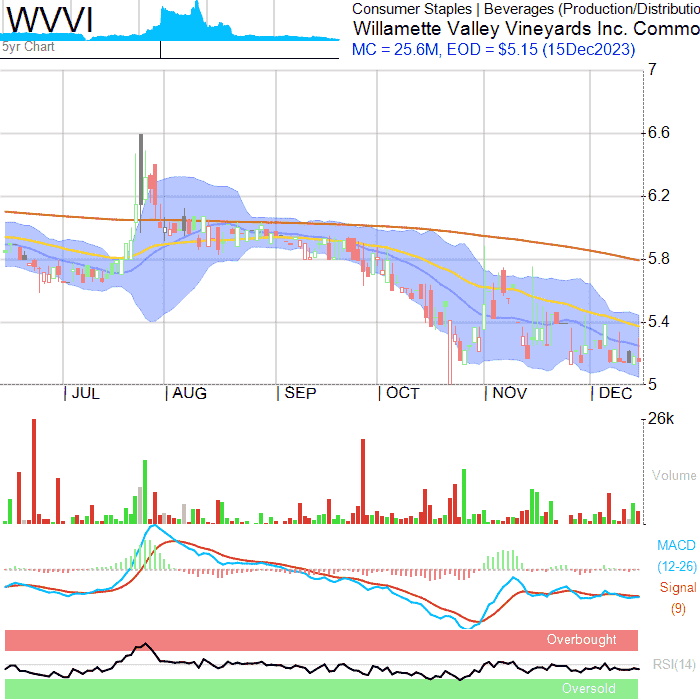 WVVI
5yr Chart
Consumer Staples | Beverages (Production/Distributio
Willamette Valley Vineyards Inc. Commo
MC = 25.6M, EOD = $5.15 (15Dec2023)
7
6.6
6.2
5.8
5.4
5
JUL AUG SEP OCT NOV DEC
26k
Volume
MACD
(12-26)
Signal
(9)
Overbought
RSI(14)
Oversold